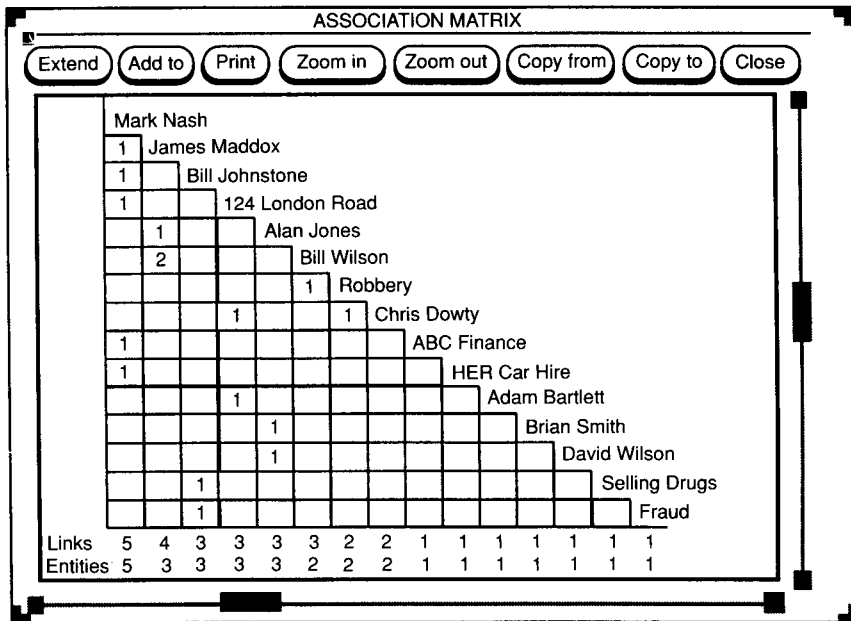 ASSOCIATION MATRIX
Extend Add to Print Zoom in Zoom out Copy from Copy to Close
Mark Nash
1 James Maddox
1 Bill Johnstone
1 124 London Road
1 Alan Jones
2 Bill Wilson
1 Robbery
1 1 Chris Dowty
1 ABC Finance
1 HER Car Hire
1 Adam Bartlett
1 Brian Smith
1 David Wilson
1 Selling Drugs
1 Fraud
Links 5 4 3 3 3 3 2 2 1 1 1 1 1 1 1
Entities 5 3 3 3 3 2 2 2 1 1 1 1 1 1 1